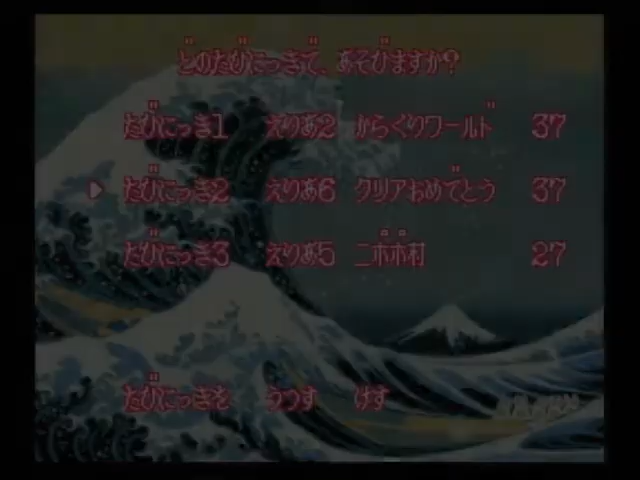 どのたびにっきで、あそびますか?
たびにっき1 えりあ2 からくりワールド 37
たびにっき2 えりあ6 クリアおめでとう 37
たびにっき3 えりあ5 ニポポ村 27
たびにっきを うつす けす